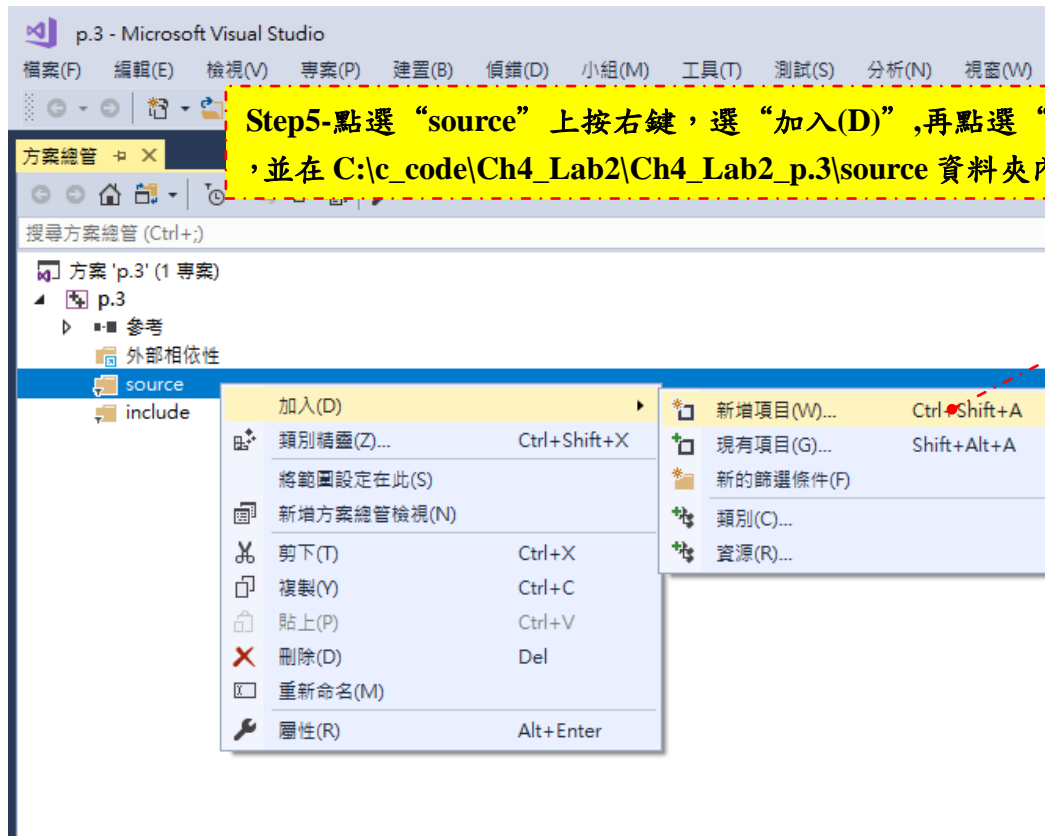 p.3 - Microsoft Visual Studio
檔案(F) 編輯(E) 檢視(V) 專案(P) 建置(B) 偵錯(D) 小組(M) 工具(T) 測試(S) 分析(N) 視窗(W)
Step5-點選“source”上按右鍵，選“加入(D)”,再點選“
，並在 C:\c_code\Ch4_Lab2\Ch4_Lab2_p.3\source 資料夾內
方案總管
搜尋方案總管 (Ctrl+;)
方案 'p.3' (1 專案)
p.3
參考
外部相依性
source
include
加入(D)
類別精靈(Z)... Ctrl+Shift+X
將範圍設定在此(S)
新增方案總管檢視(N)
剪下(T) Ctrl+X
複製(Y) Ctrl+C
貼上(P) Ctrl+V
刪除(D) Del
重新命名(M)
屬性(R) Alt+Enter
新增項目(W)... Ctrl+Shift+A
現有項目(G)... Shift+Alt+A
新的篩選條件(F)
類別(C)...
資源(R)...